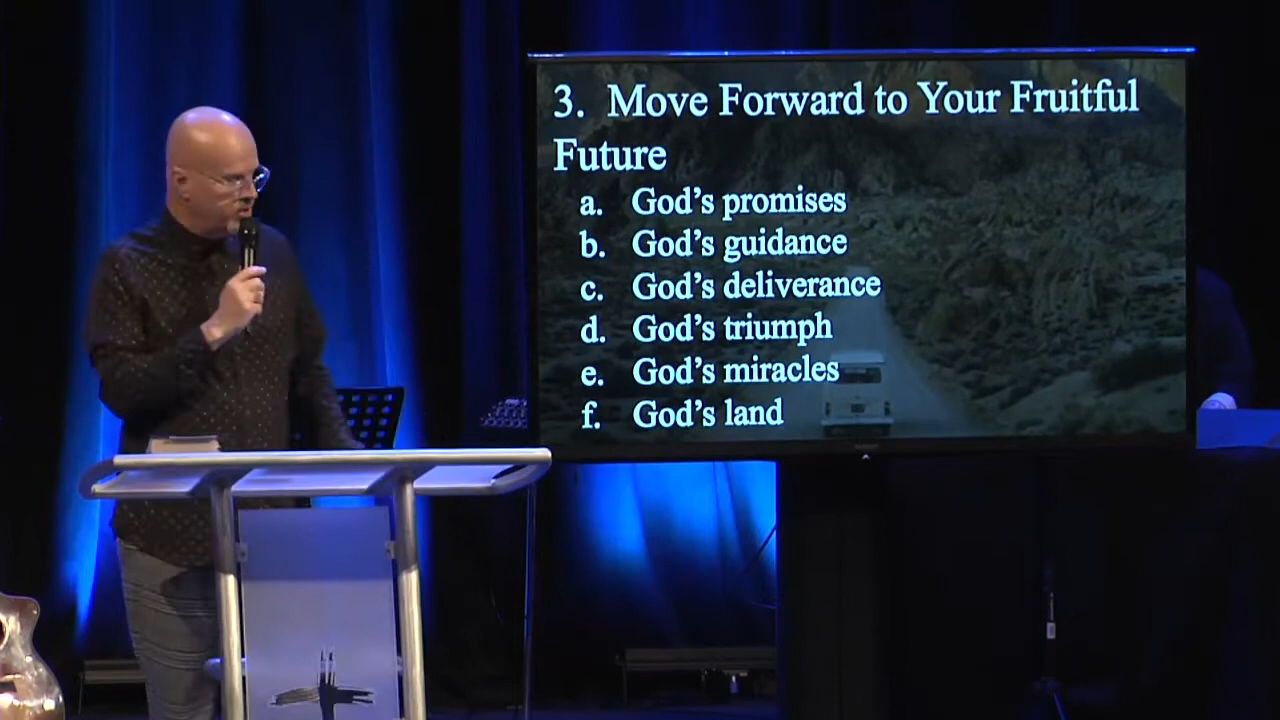 3. Move Forward to Your Fruitful
Future
a. God’s promises
b. God’s guidance
c. God’s deliverance
d. God’s triumph
e. God’s miracles
f. God’s land